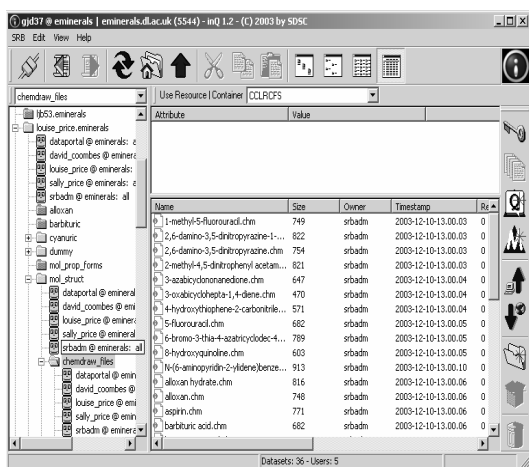 gjd37 @ eminerals | eminerals.dl.ac.uk (5544) - inQ 1.2 - (C) 2003 by SDSC
SRB Edit View Help
chemdraw_files
Use Resource | Container CCLRCFS
ljb53.eminerals
louise_price.eminerals
dataportal @ eminerals: a
david_coombes @ eminera
louise_price @ eminerals:
sally_price @ eminerals: a
srbadm @ eminerals: all
alloxan
barbituric
cyanuric
dummy
mol_prop_forms
mol_struct
dataportal @ emineral
david_coombes @ emi
louise_price @ eminera
sally_price @ eminera
srbadm @ eminerals: all
chemdraw_files
dataportal @ emin
david_coombes @
louise_price @ emi
sally_price @ emin
srbadm @ eminera
Attribute Value
Name Size Owner Timestamp Re
1-methyl-5-fluorouracil.chm 749 srbadm 2003-12-10-13.00.03 0
2,6-damino-3,5-dinitropyrazine-1-... 822 srbadm 2003-12-10-13.00.03 0
2,6-damino-3,5-dinitropyrazine.chm 754 srbadm 2003-12-10-13.00.03 0
2-methyl-4,5-dinitrophenyl acetam... 821 srbadm 2003-12-10-13.00.03 0
3-azabicyclononanedione.chm 647 srbadm 2003-12-10-13.00.04 0
3-oxabicyclohepta-1,4-diene.chm 470 srbadm 2003-12-10-13.00.04 0
4-hydroxythiophene-2-carbonitrile... 571 srbadm 2003-12-10-13.00.04 0
5-fluorouracil.chm 682 srbadm 2003-12-10-13.00.05 0
6-bromo-3-thia-4-azatricyclodec-4... 789 srbadm 2003-12-10-13.00.05 0
8-hydroxyquinoline.chm 603 srbadm 2003-12-10-13.00.05 0
N-(6-aminopyridin-2-ylidene)benze... 913 srbadm 2003-12-10-13.00.10 0
alloxan hydrate.chm 816 srbadm 2003-12-10-13.00.06 0
alloxan.chm 748 srbadm 2003-12-10-13.00.06 0
aspirin.chm 771 srbadm 2003-12-10-13.00.06 0
barbituric acid.chm 682 srbadm 2003-12-10-13.00.06 0
Datasets: 36 - Users: 5